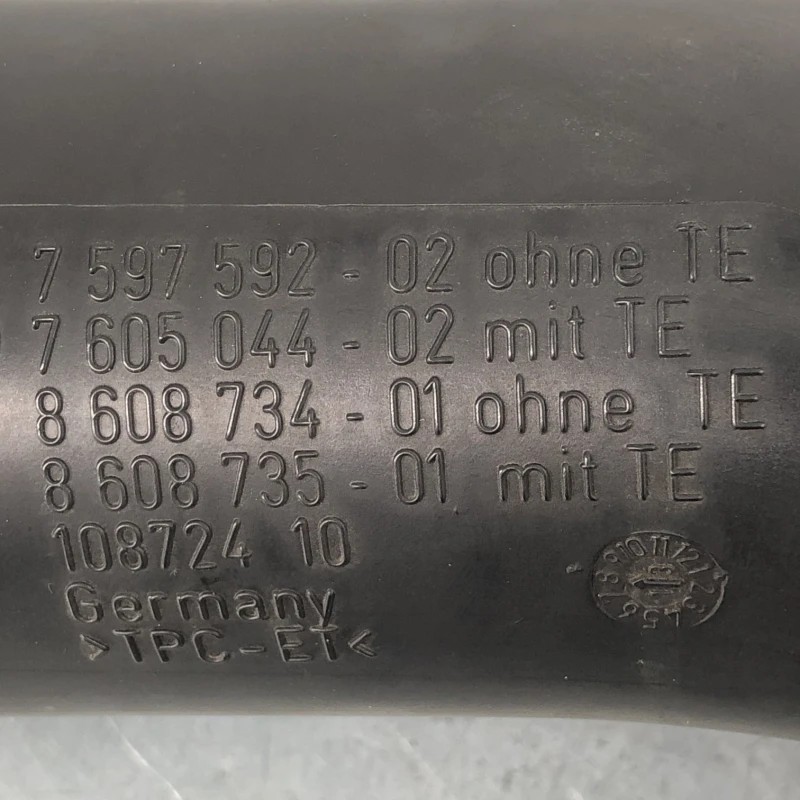 7 597 592 - 02 ohne TE
7 605 044 - 02 mit TE
8 608 734 - 01 ohne TE
8 608 735 - 01 mit TE
108724 10
Germany
>TPC-ET<